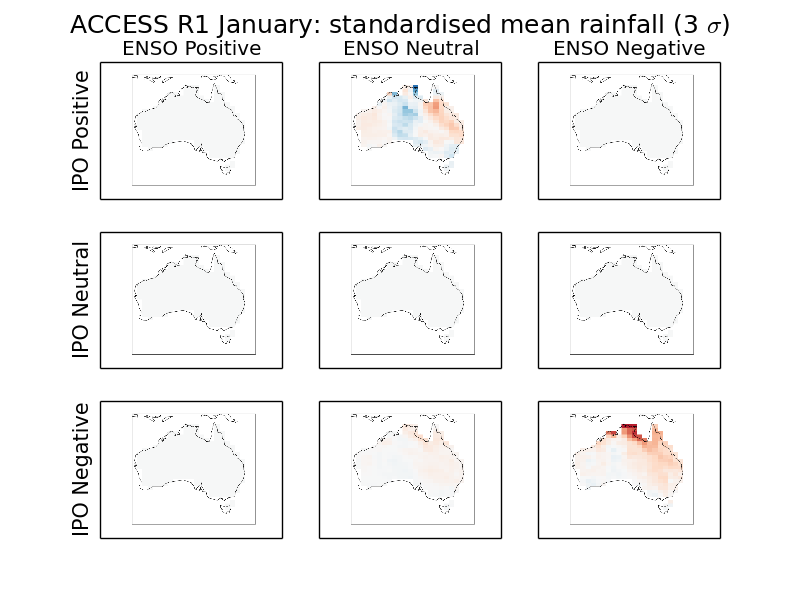 ACCESS R1 January: standardised mean rainfall (3 σ)
ENSO Positive ENSO Neutral ENSO Negative
IPO Positive
IPO Neutral
IPO Negative